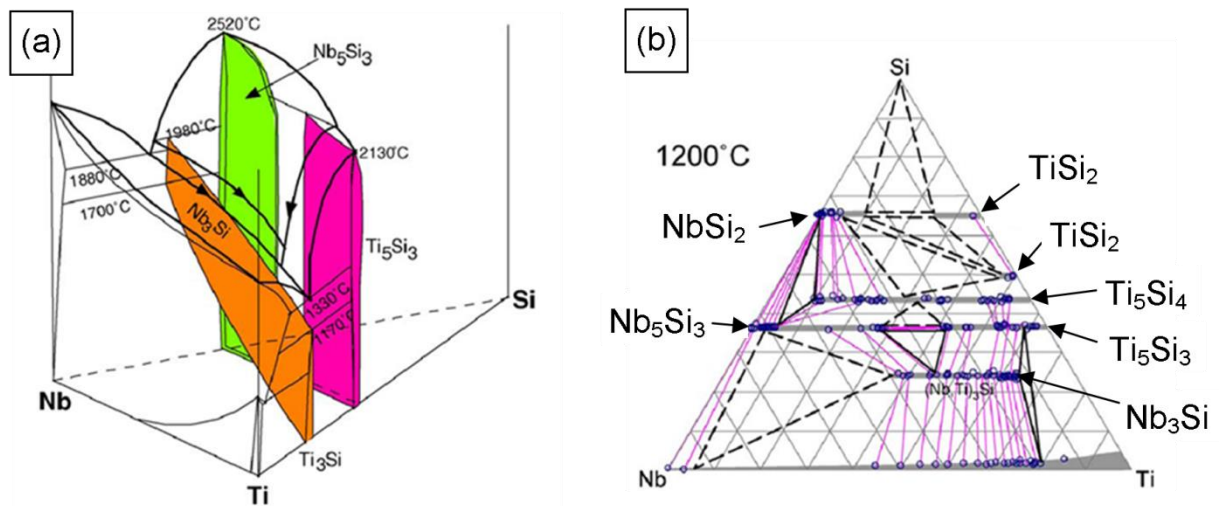 (a)
2520°C
Nb5Si3
1980°C
2130°C
1880°C
1700°C
Nb3Si
Ti5Si3
1330°C
1170°C
Si
Nb
Ti3Si
Ti
(b)
Si
1200°C
TiSi2
NbSi2
TiSi2
Ti5Si4
Nb5Si3
Ti5Si3
(Nb,Ti)3Si
Nb3Si
Nb
Ti